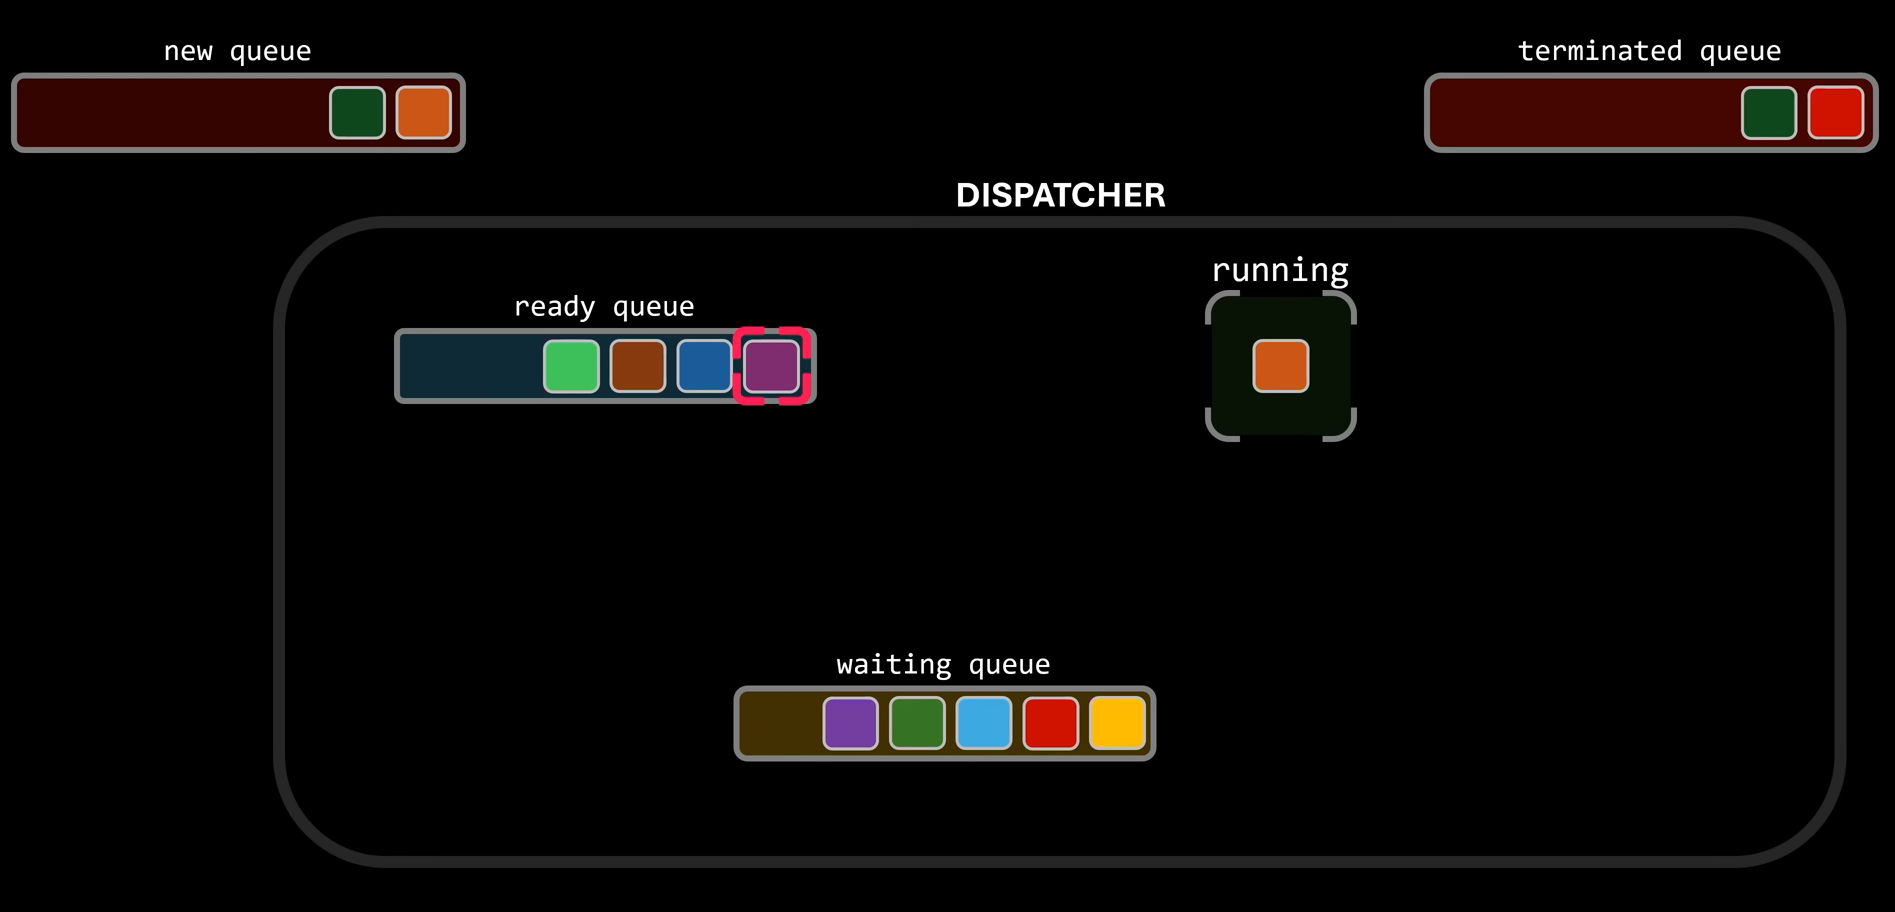 new queue
terminated queue
DISPATCHER
running
ready queue
waiting queue